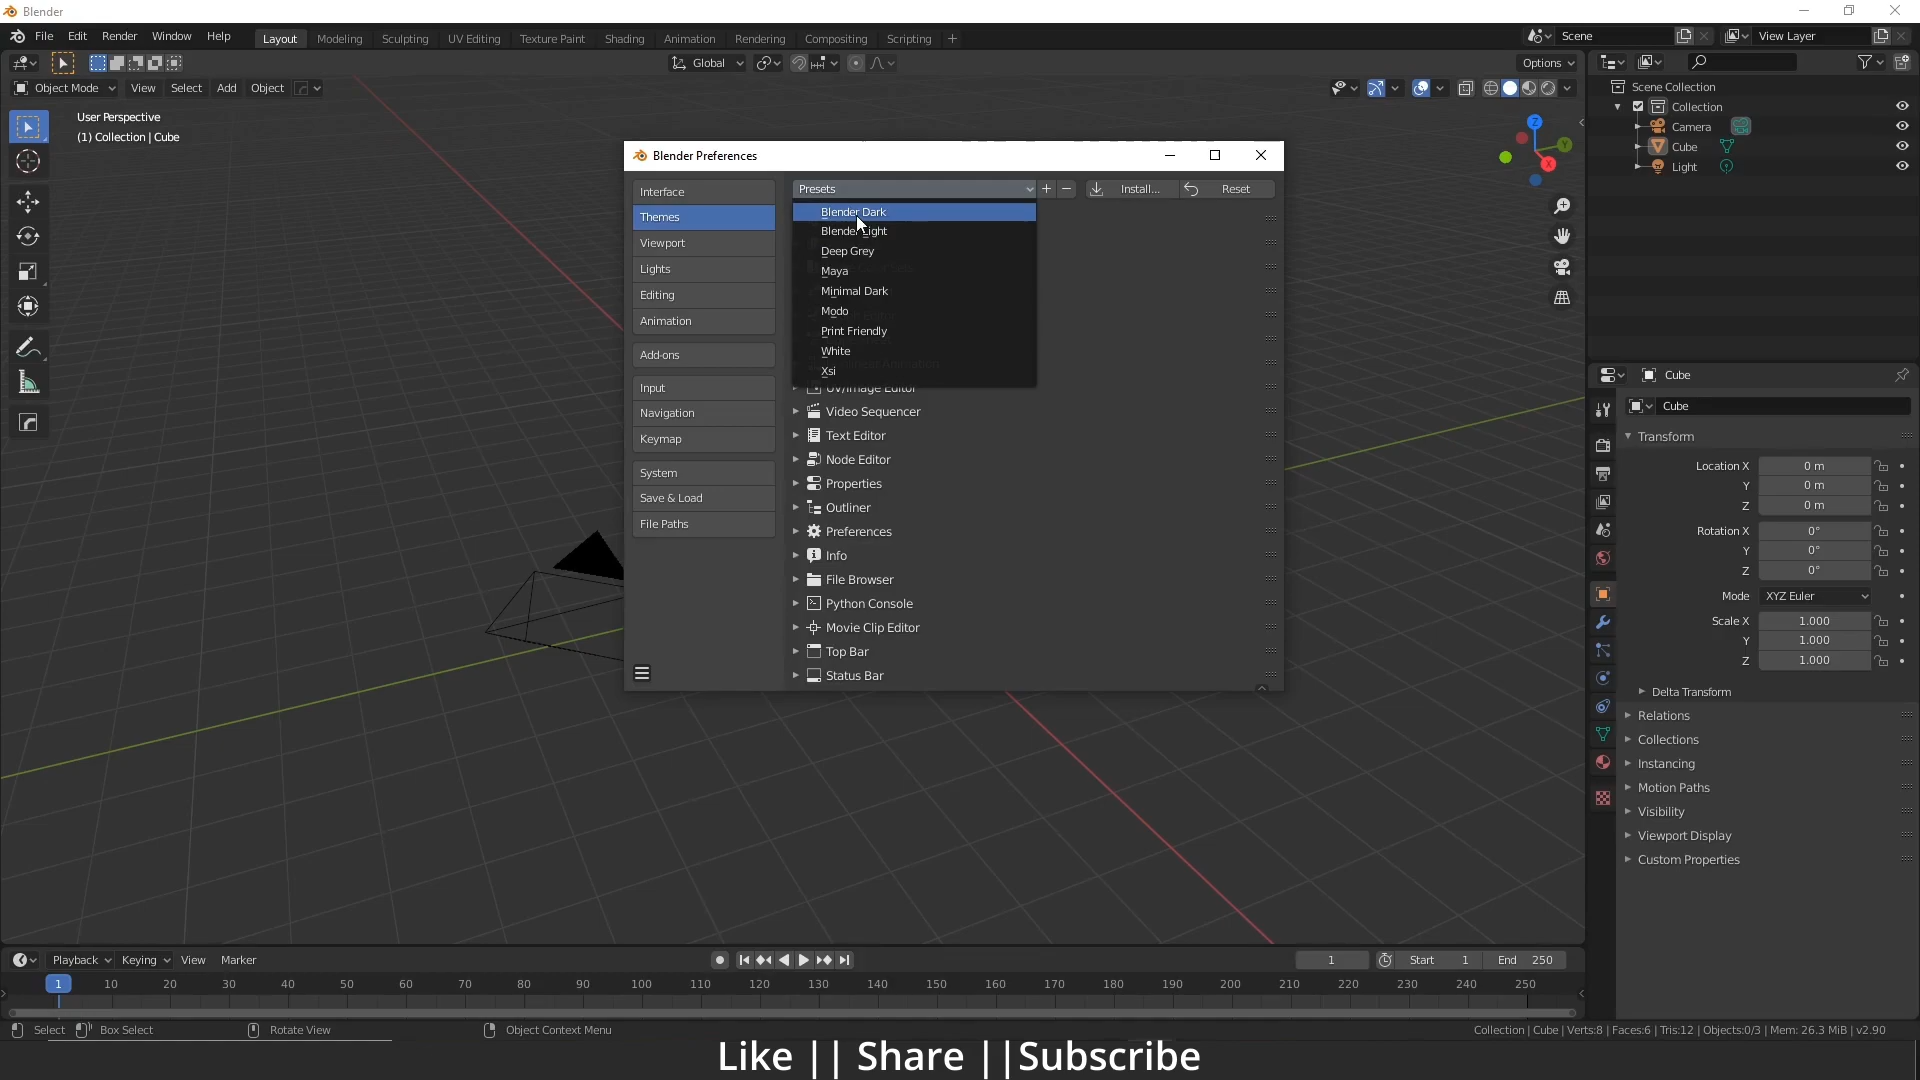 Blender
File Edit Render Window Help Layout Modeling Sculpting UV Editing Texture Paint Shading Animation Rendering Compositing Scripting Scene View Layer
Global Options
Object Mode View Select Add Object
User Perspective
(1) Collection | Cube
Z
Y
X
Scene Collection
Collection
Camera
Cube
Light
Blender Preferences
Interface
Themes
Viewport
Lights
Editing
Animation
Add-ons
Input
Navigation
Keymap
System
Save & Load
File Paths
Presets Install... Reset
Blender Dark
Blender Light
Deep Grey
Maya
Minimal Dark
Modo
Print Friendly
White
Xsi
UV/Image Editor
Video Sequencer
Text Editor
Node Editor
Properties
Outliner
Preferences
Info
File Browser
Python Console
Movie Clip Editor
Top Bar
Status Bar
Cube
Cube
Transform
Location X 0 m
Y 0 m
Z 0 m
Rotation X 0°
Y 0°
Z 0°
Mode XYZ Euler
Scale X 1.000
Y 1.000
Z 1.000
Delta Transform
Relations
Collections
Instancing
Motion Paths
Visibility
Viewport Display
Custom Properties
Playback Keying View Marker 1 Start 1 End 250
1 10 20 30 40 50 60 70 80 90 100 110 120 130 140 150 160 170 180 190 200 210 220 230 240 250
Select Box Select Rotate View Object Context Menu Collection | Cube | Verts:8 | Faces:6 | Tris:12 | Objects:0/3 | Mem: 26.3 MiB | v2.90
Like || Share ||Subscribe